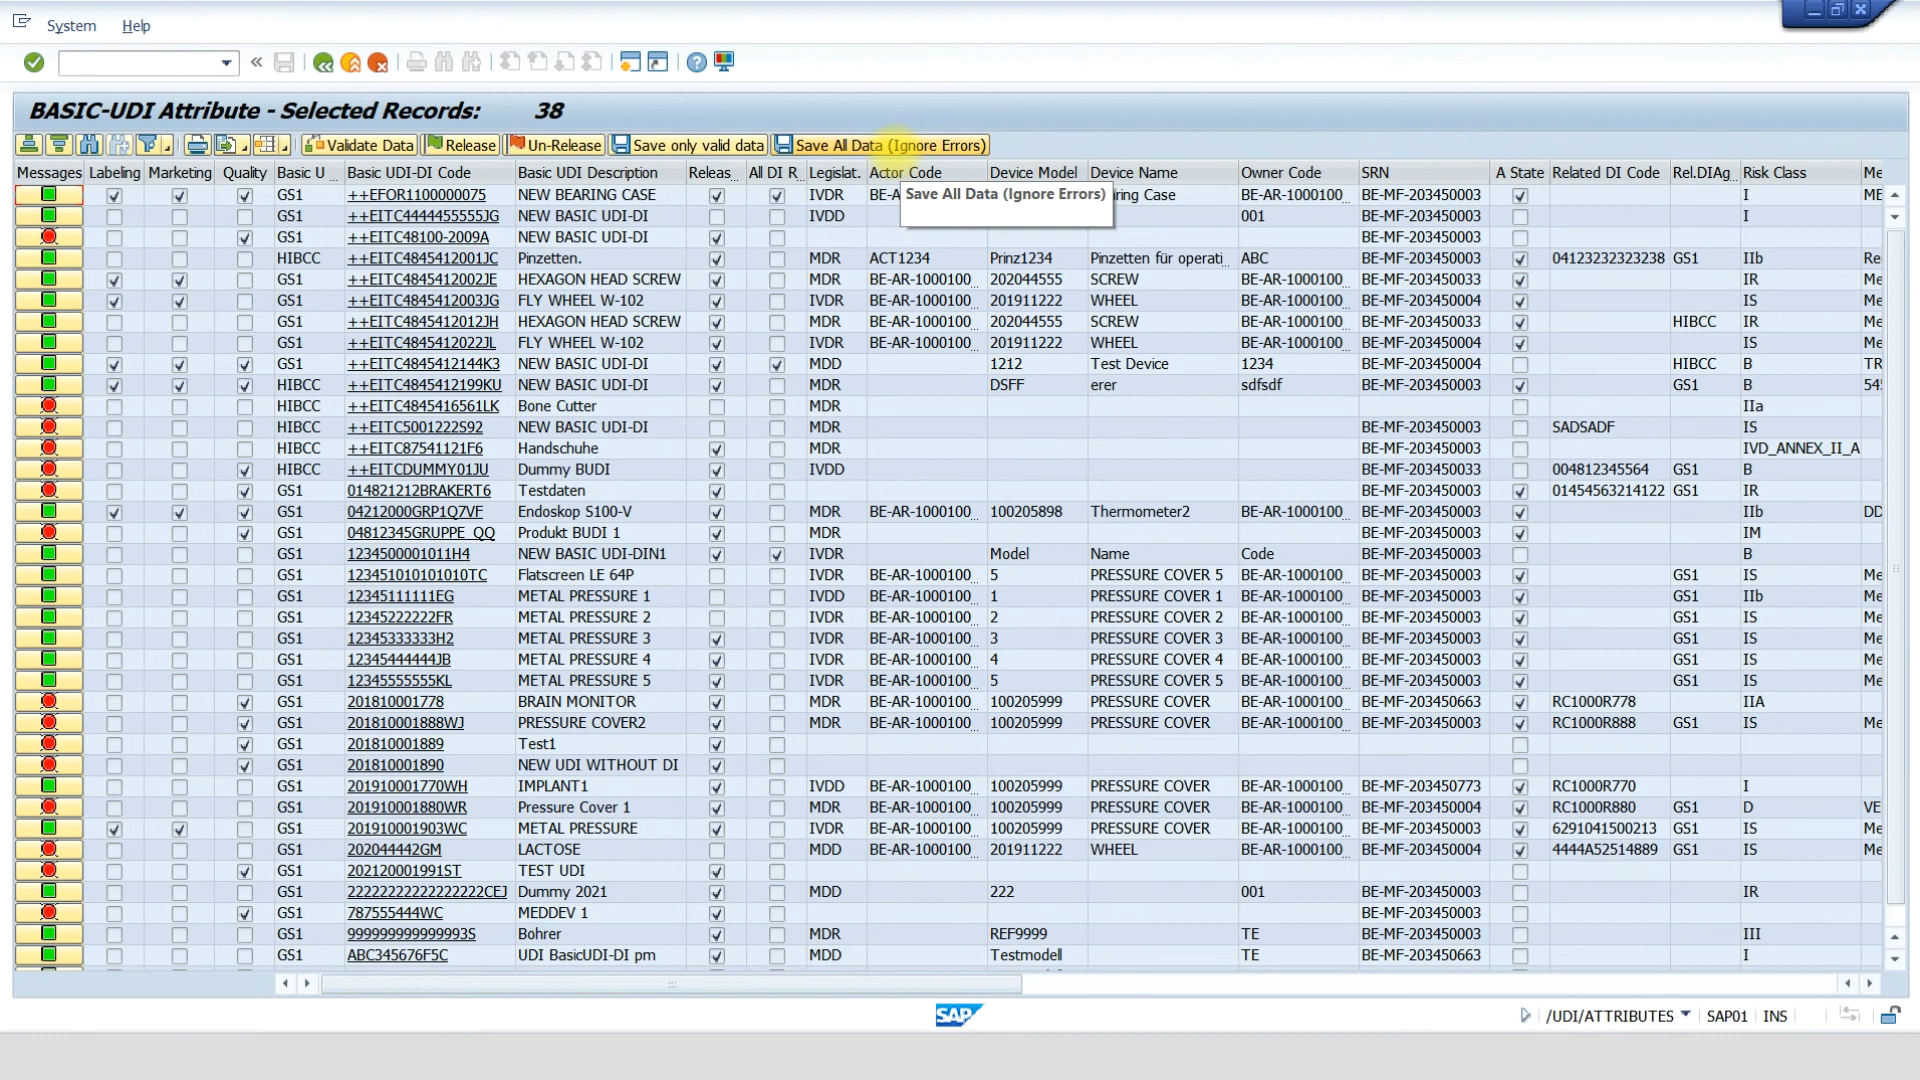 System Help
BASIC-UDI Attribute - Selected Records: 38
Validate Data Release Un-Release Save only valid data Save All Data (Ignore Errors)
Messages Labeling Marketing Quality Basic U... Basic UDI-DI Code Basic UDI Description Releas... All DI R... Legislat. Actor Code Device Model Device Name Owner Code SRN A State Related DI Code Rel.DIAg... Risk Class Me
GS1 ++EFOR1100000075 NEW BEARING CASE IVDR BE-A ring Case BE-AR-1000100... BE-MF-203450003 I ME
Save All Data (Ignore Errors)
GS1 ++EITC4444455555JG NEW BASIC UDI-DI IVDD 001 BE-MF-203450003 I
GS1 ++EITC48100-2009A NEW BASIC UDI-DI BE-MF-203450003
HIBCC ++EITC4845412001JC Pinzetten. MDR ACT1234 Prinz1234 Pinzetten für operati... ABC BE-MF-203450003 04123232323238 GS1 IIb Re
GS1 ++EITC4845412002JE HEXAGON HEAD SCREW MDR BE-AR-1000100... 202044555 SCREW BE-AR-1000100... BE-MF-203450033 IR Me
GS1 ++EITC4845412003JG FLY WHEEL W-102 IVDR BE-AR-1000100... 201911222 WHEEL BE-AR-1000100... BE-MF-203450004 IS Me
GS1 ++EITC4845412012JH HEXAGON HEAD SCREW MDR BE-AR-1000100... 202044555 SCREW BE-AR-1000100... BE-MF-203450033 HIBCC IR Me
GS1 ++EITC4845412022JL FLY WHEEL W-102 IVDR BE-AR-1000100... 201911222 WHEEL BE-AR-1000100... BE-MF-203450004 IS Me
GS1 ++EITC4845412144K3 NEW BASIC UDI-DI MDD 1212 Test Device 1234 BE-MF-203450004 HIBCC B TR
HIBCC ++EITC4845412199KU NEW BASIC UDI-DI MDR DSFF erer sdfsdf BE-MF-203450003 GS1 B 545
HIBCC ++EITC4845416561LK Bone Cutter MDR IIa
HIBCC ++EITC5001222S92 NEW BASIC UDI-DI MDR BE-MF-203450003 SADSADF IS
HIBCC ++EITC87541121F6 Handschuhe MDR BE-MF-203450003 IVD_ANNEX_II_A
HIBCC ++EITCDUMMY01JU Dummy BUDI IVDD BE-MF-203450033 004812345564 GS1 B
GS1 014821212BRAKERT6 Testdaten BE-MF-203450003 01454563214122 GS1 IR
GS1 04212000GRP1Q7VF Endoskop S100-V MDR BE-AR-1000100... 100205898 Thermometer2 BE-AR-1000100... BE-MF-203450003 IIb DD
GS1 04812345GRUPPE_QQ Produkt BUDI 1 MDR BE-MF-203450003 IM
GS1 1234500001011H4 NEW BASIC UDI-DIN1 IVDR Model Name Code BE-MF-203450003 B
GS1 123451010101010TC Flatscreen LE 64P IVDR BE-AR-1000100... 5 PRESSURE COVER 5 BE-AR-1000100... BE-MF-203450003 GS1 IS Me
GS1 12345111111EG METAL PRESSURE 1 IVDD BE-AR-1000100... 1 PRESSURE COVER 1 BE-AR-1000100... BE-MF-203450003 GS1 IIb Me
GS1 12345222222FR METAL PRESSURE 2 IVDD BE-AR-1000100... 2 PRESSURE COVER 2 BE-AR-1000100... BE-MF-203450003 GS1 IS Me
GS1 12345333333H2 METAL PRESSURE 3 IVDR BE-AR-1000100... 3 PRESSURE COVER 3 BE-AR-1000100... BE-MF-203450003 GS1 IS Me
GS1 12345444444JB METAL PRESSURE 4 IVDR BE-AR-1000100... 4 PRESSURE COVER 4 BE-AR-1000100... BE-MF-203450003 GS1 IS Me
GS1 12345555555KL METAL PRESSURE 5 IVDR BE-AR-1000100... 5 PRESSURE COVER 5 BE-AR-1000100... BE-MF-203450003 GS1 IS Me
GS1 201810001778 BRAIN MONITOR MDR BE-AR-1000100... 100205999 PRESSURE COVER BE-AR-1000100... BE-MF-203450663 RC1000R778 IIA
GS1 201810001888WJ PRESSURE COVER2 MDR BE-AR-1000100... 100205999 PRESSURE COVER BE-AR-1000100... BE-MF-203450003 RC1000R888 GS1 IS Me
GS1 201810001889 Test1
GS1 201810001890 NEW UDI WITHOUT DI
GS1 201910001770WH IMPLANT1 IVDD BE-AR-1000100... 100205999 PRESSURE COVER BE-AR-1000100... BE-MF-203450773 RC1000R770 I
GS1 201910001880WR Pressure Cover 1 MDR BE-AR-1000100... 100205999 PRESSURE COVER BE-AR-1000100... BE-MF-203450004 RC1000R880 GS1 D VE
GS1 201910001903WC METAL PRESSURE IVDR BE-AR-1000100... 100205999 PRESSURE COVER BE-AR-1000100... BE-MF-203450003 6291041500213 GS1 IS Me
GS1 202044442GM LACTOSE MDD BE-AR-1000100... 201911222 WHEEL BE-AR-1000100... BE-MF-203450004 4444A52514889 GS1 IS Me
GS1 202120001991ST TEST UDI
GS1 22222222222222222CEJ Dummy 2021 MDD 222 001 BE-MF-203450003 IR
GS1 787555444WC MEDDEV 1 BE-MF-203450003
GS1 999999999999993S Bohrer MDR REF9999 TE BE-MF-203450003 III
GS1 ABC345676F5C UDI BasicUDI-DI pm MDD Testmodell TE BE-MF-203450663 I
SAP /UDI/ATTRIBUTES SAP01 INS